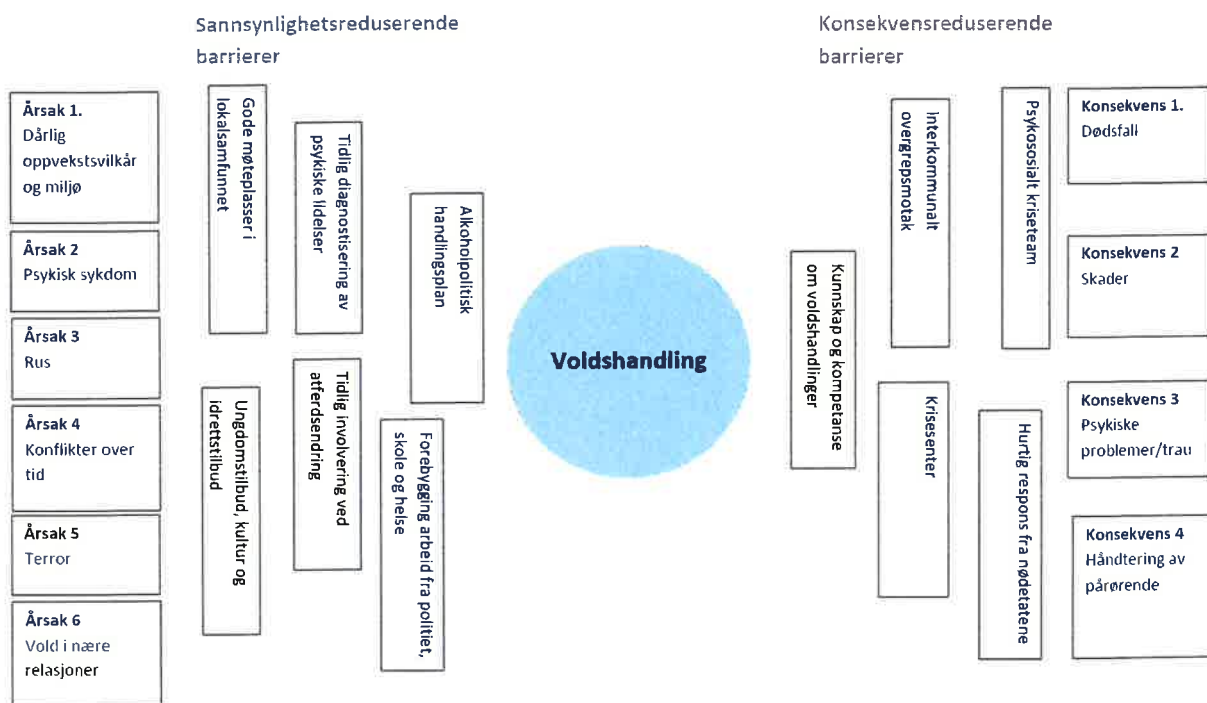 Sannsynlighetsreduserende
barrierer
Konsekvensreduserende
barrierer
Årsak 1.
Dårlig
oppvekstsvilkår
og miljø
Årsak 2
Psykisk sykdom
Årsak 3
Rus
Årsak 4
Konflikter over
tid
Årsak 5
Terror
Årsak 6
Vold i nære
relasjoner
Gode møteplasser i
lokalsamfunnet
Ungdomstilbud, kultur og
idrettstilbud
Tidlig diagnostisering av
psykiske lidelser
Tidlig involvering ved
atferdsendring
Alkoholpolitisk
handlingsplan
Forebygging arbeid fra politiet,
skole og helse
Voldshandling
Kunnskap og kompetanse
om voldshandlinger
Interkommunalt
overgrepsmotak
Krisesenter
Psykososialt kriseteam
Hurtig respons fra nødetatene
Konsekvens 1.
Dødsfall
Konsekvens 2
Skader
Konsekvens 3
Psykiske
problemer/trau
Konsekvens 4
Håndtering av
pårørende